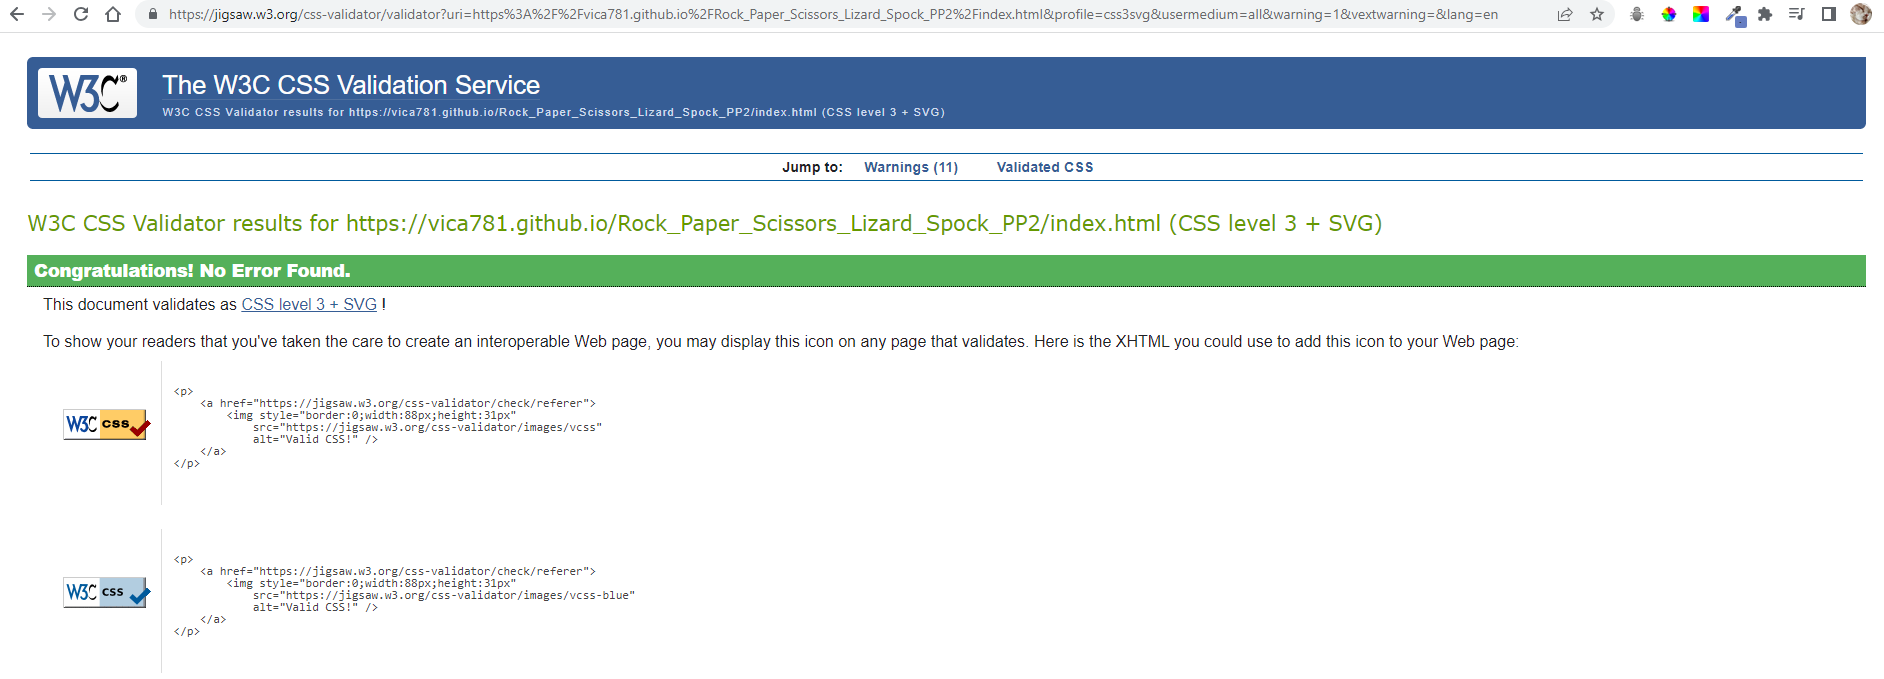 https://jigsaw.w3.org/css-validator/validator?uri=https%3A%2F%2Fvica781.github.io%2FRock_Paper_Scissors_Lizard_Spock_PP2%2Findex.html&profile=css3svg&usermedium=all&warning=1&vextwarning=&lang=en
W3C®
The W3C CSS Validation Service
W3C CSS Validator results for https://vica781.github.io/Rock_Paper_Scissors_Lizard_Spock_PP2/index.html (CSS level 3 + SVG)
Jump to: Warnings (11) Validated CSS
W3C CSS Validator results for https://vica781.github.io/Rock_Paper_Scissors_Lizard_Spock_PP2/index.html (CSS level 3 + SVG)
Congratulations! No Error Found.
This document validates as CSS level 3 + SVG !
To show your readers that you've taken the care to create an interoperable Web page, you may display this icon on any page that validates. Here is the XHTML you could use to add this icon to your Web page:
W3C css
<p>
<a href="https://jigsaw.w3.org/css-validator/check/referer">
<img style="border:0;width:88px;height:31px"
src="https://jigsaw.w3.org/css-validator/images/vcss"
alt="Valid CSS!" />
</a>
</p>
W3C css
<p>
<a href="https://jigsaw.w3.org/css-validator/check/referer">
<img style="border:0;width:88px;height:31px"
src="https://jigsaw.w3.org/css-validator/images/vcss-blue"
alt="Valid CSS!" />
</a>
</p>